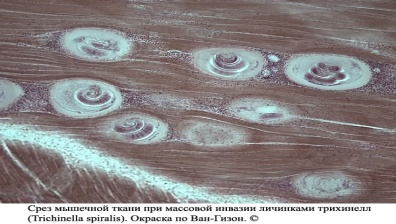 Срез мышечной ткани при массовой инвазии личинками трихинелл
(Trichinella spiralis). Окраска по Ван-Гизон. ©